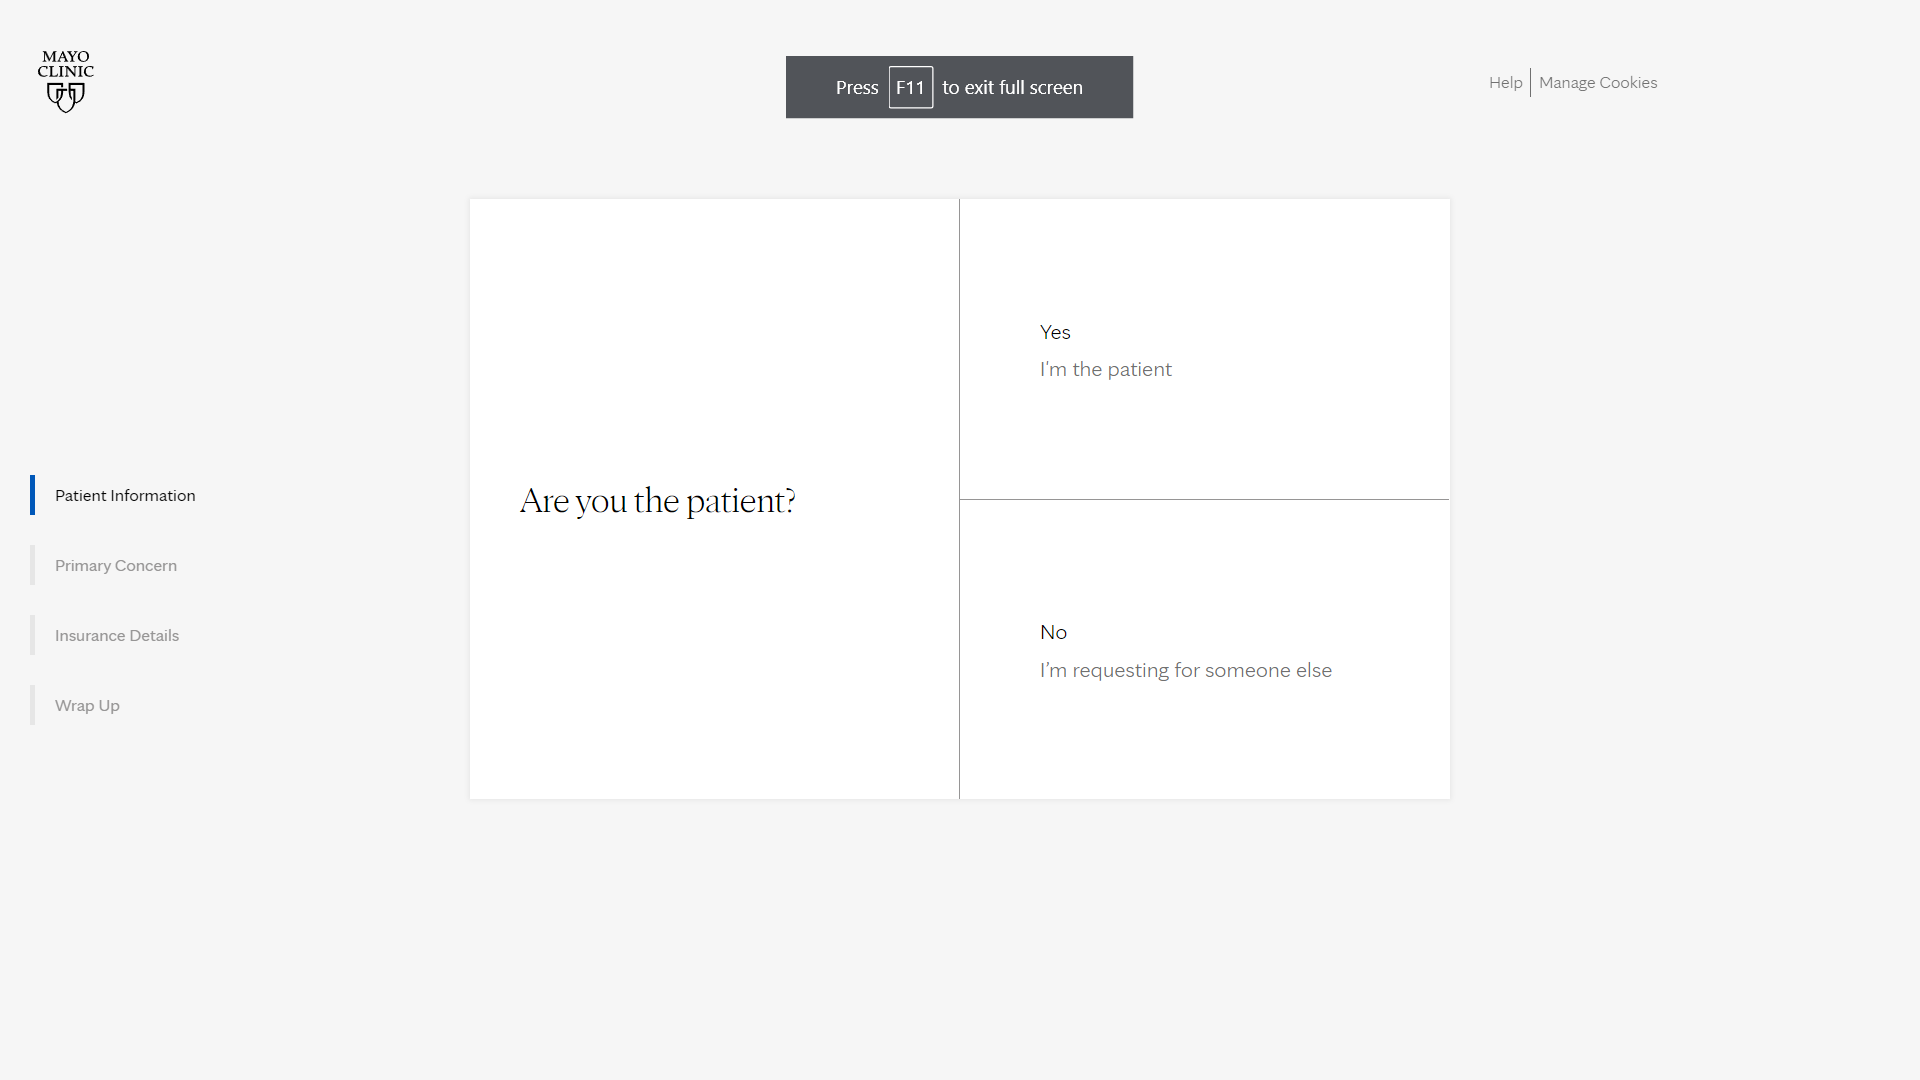 MAYO
CLINIC
Press F11 to exit full screen
Help
Manage Cookies
Patient Information
Primary Concern
Insurance Details
Wrap Up
Are you the patient?
Yes
I'm the patient
No
I’m requesting for someone else